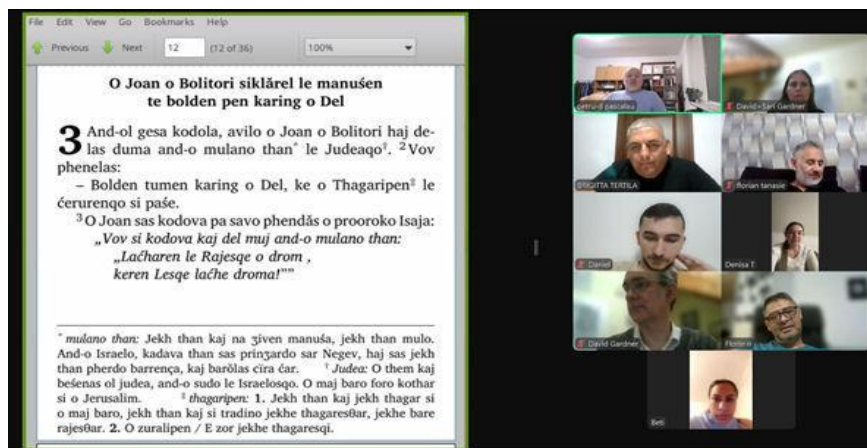 File Edit View Go Bookmarks Help
Previous Next 12 (12 of 36) 100%
O Joan o Bolitori siklărel le manuśen
te bolden pen karing o Del
3 And-ol gesa kodola, avilo o Joan o Bolitori haj de-
las duma and-o mulano than* le Judeaqo†. ²Vov
phenelas:
– Bolden tumen karing o Del, ke o Thagaripen‡ le
ćerurenqo si paśe.
³O Joan sas kodova pa savo phendăs o prooroko Isaja:
„Vov si kodova kaj del muj and-o mulano than:
„Laćharen le Rajesqe o drom ,
keren Lesqe laćhe droma!””
* mulano than: Jekh than kaj na ʒiven manuśa, jekh than mulo.
And-o Israelo, kadava than sas prinʒardo sar Negev, haj sas jekh
than pherdo barrença, kaj barŏlas cïra ćar. † Judea: O them kaj
beśenas ol judea, and-o sudo le Israelosqo. O maj baro foro kothar
si o Jerusalim. ‡ thagaripen: 1. Jekh than kaj jekh thagar si
o maj baro, jekh than kaj si tradino jekhe thagaresθar, jekhe bare
rajesθar. 2. O zuralipen / E zor jekhe thagaresqi.
petru-d pascalau
David+Sari Gardner
BRIGITTA TERTILA
florian tanasie
Daniel
Denisa T
David Gardner
Florin
Beti